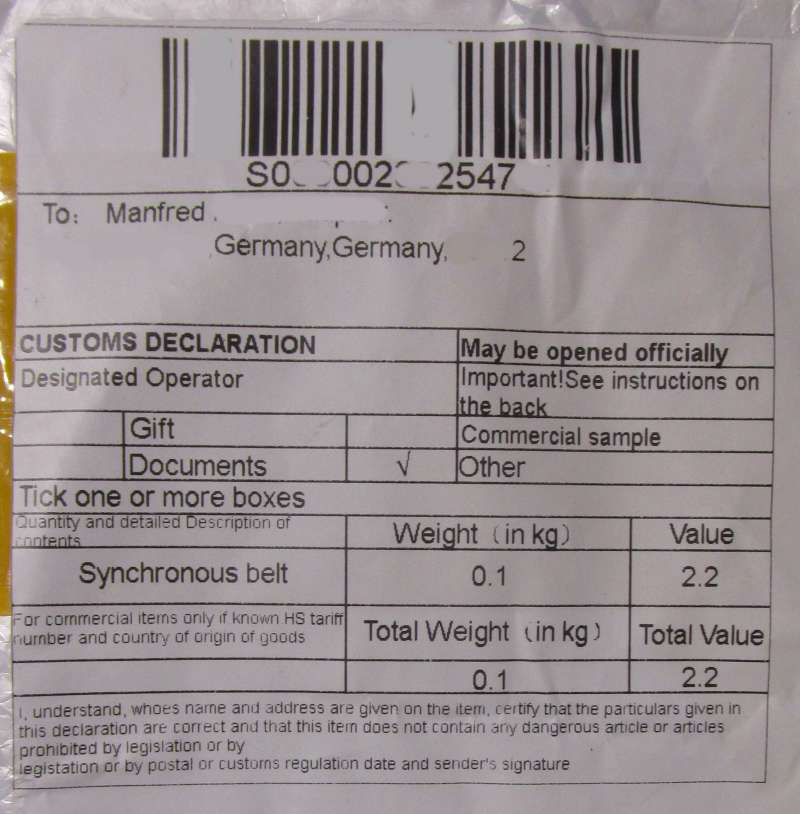 S0 002 2547
To: Manfred
Germany,Germany, 2
CUSTOMS DECLARATION
May be opened officially
Designated Operator
Important!See instructions on
the back
Gift
Commercial sample
Documents √ Other
Tick one or more boxes
Quantity and detailed Description of
contents
Weight (in kg)
Value
Synchronous belt
0.1
2.2
For commercial items only if known HS tariff
number and country of origin of goods
Total Weight (in kg)
Total Value
0.1
2.2
I, understand, whoes name and address are given on the item, certify that the particulars given in
this declaration are correct and that this item does not contain any dangerous article or articles
prohibited by legislation or by
legistation or by postal or customs regulation date and sender's signature